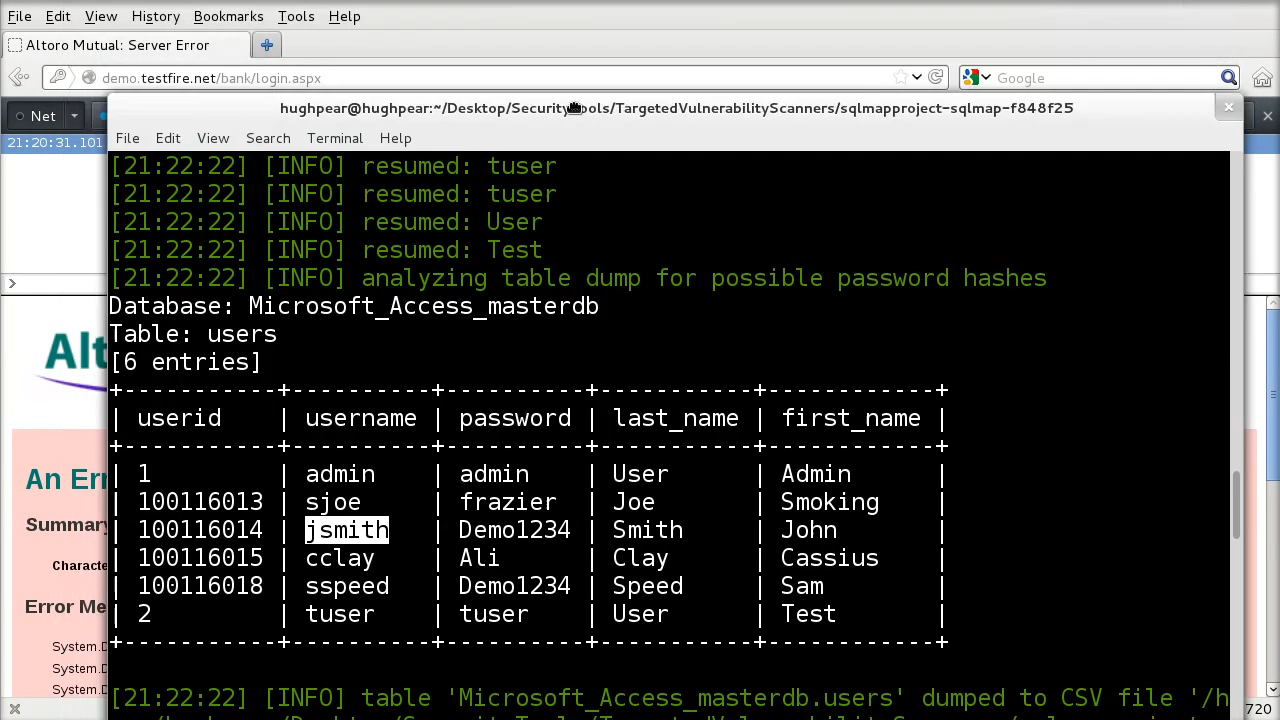 File Edit View History Bookmarks Tools Help
Altoro Mutual: Server Error
demo.testfire.net/bank/login.aspx
Google
Net
hughpear@hughpear:~/Desktop/Security Tools/TargetedVulnerabilityScanners/sqlmapproject-sqlmap-f848f25
21:20:31.101
File Edit View Search Terminal Help
[21:22:22] [INFO] resumed: tuser
[21:22:22] [INFO] resumed: tuser
[21:22:22] [INFO] resumed: User
[21:22:22] [INFO] resumed: Test
[21:22:22] [INFO] analyzing table dump for possible password hashes
Database: Microsoft_Access_masterdb
Table: users
[6 entries]
+-----------+----------+----------+-----------+------------+
| userid | username | password | last_name | first_name |
+-----------+----------+----------+-----------+------------+
| 1 | admin | admin | User | Admin |
| 100116013 | sjoe | frazier | Joe | Smoking |
| 100116014 | jsmith | Demo1234 | Smith | John |
| 100116015 | cclay | Ali | Clay | Cassius |
| 100116018 | sspeed | Demo1234 | Speed | Sam |
| 2 | tuser | tuser | User | Test |
+-----------+----------+----------+-----------+------------+
[21:22:22] [INFO] table 'Microsoft_Access_masterdb.users' dumped to CSV file '/h
Alt
An Er
Summary
Charact
Error Me
System.D
System.D
System.D
720